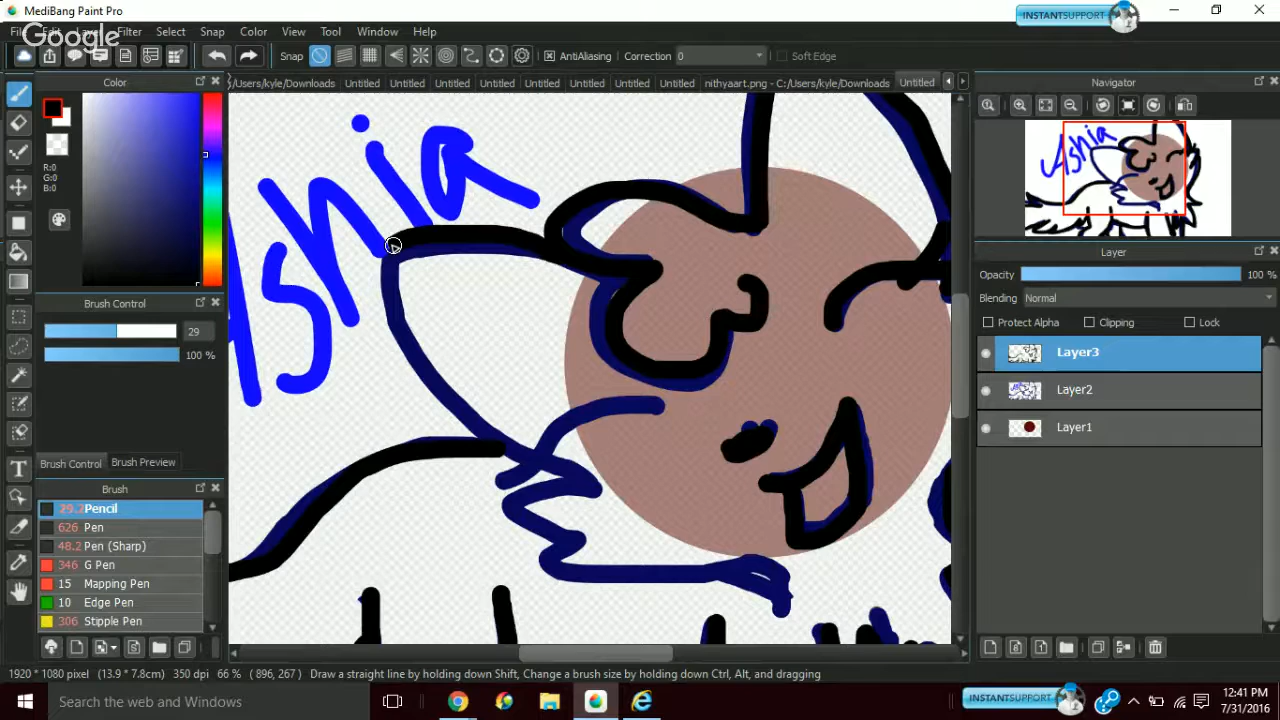 MediBang Paint Pro
INSTANTSUPPORT
File Edit Layer Filter Select Snap Color View Tool Window Help
Google
Snap AntiAliasing Correction 0 Soft Edge
Color
/Users/kyle/Downloads Untitled Untitled Untitled Untitled Untitled Untitled Untitled Untitled nithyaart.png - C:/Users/kyle/Downloads Untitled
Navigator
R:0
G:0
B:0
Ashia
Ashia
Layer
Opacity 100 %
Blending Normal
Protect Alpha Clipping Lock
Layer3
Layer2
Layer1
Brush Control
29
100 %
Brush Control Brush Preview
Brush
29.2 Pencil
626 Pen
48.2 Pen (Sharp)
346 G Pen
15 Mapping Pen
10 Edge Pen
306 Stipple Pen
1920 * 1080 pixel (13.9 * 7.8cm) 350 dpi 66 % ( 896, 267 ) Draw a straight line by holding down Shift, Change a brush size by holding down Ctrl, Alt, and dragging
Search the web and Windows
INSTANTSUPPORT
12:41 PM
7/31/2016